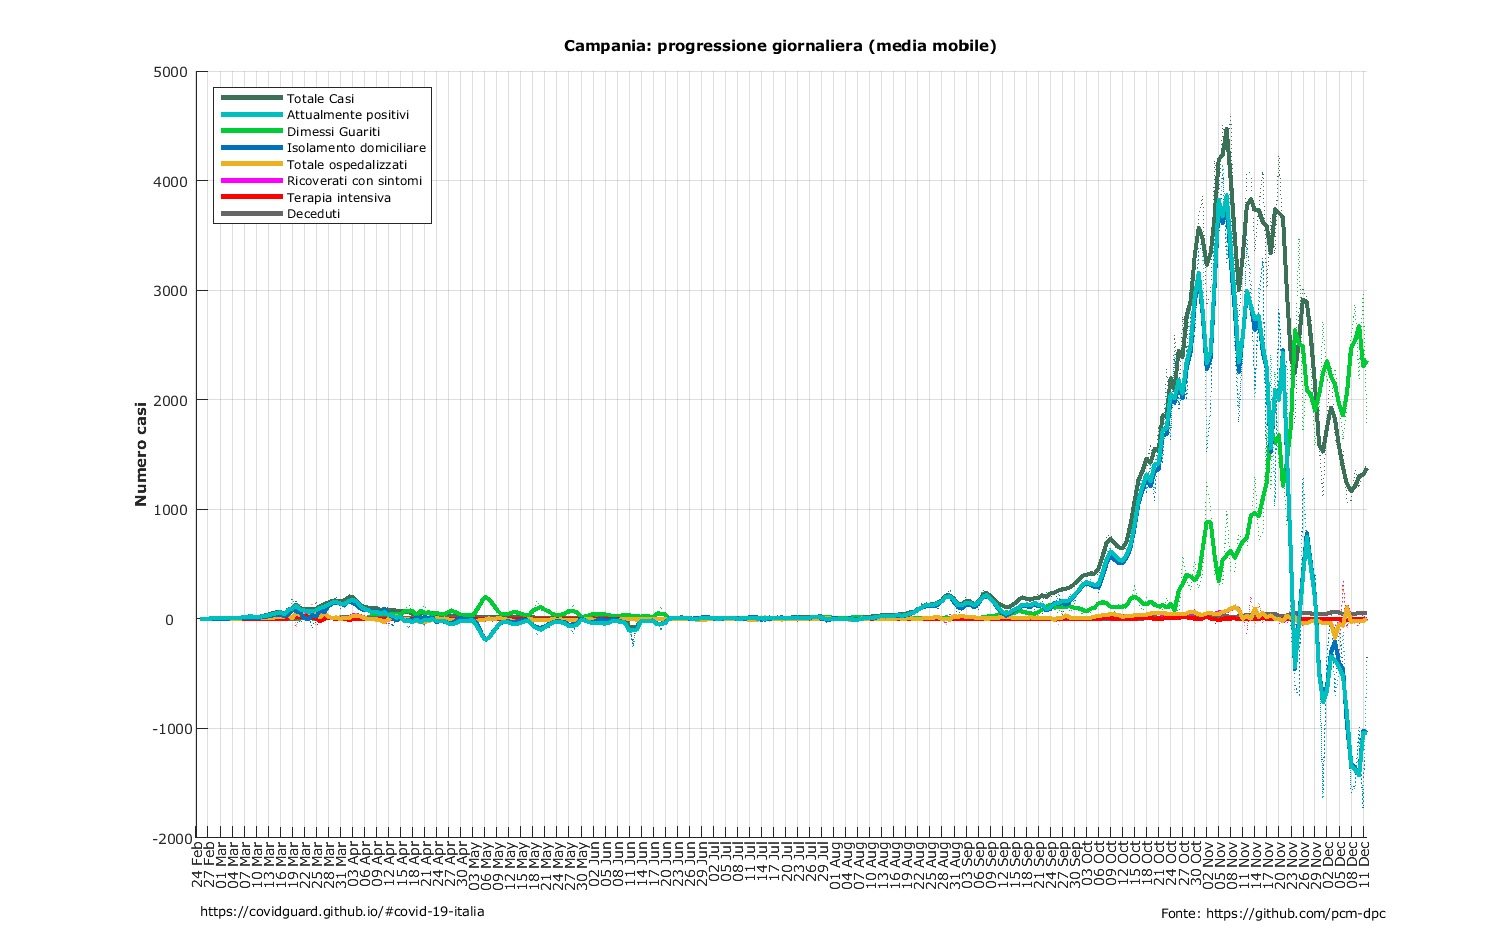 Campania: progressione giornaliera (media mobile)
5000
4000
3000
2000
1000
0
-1000
-2000
Numero casi
Totale Casi
Attualmente positivi
Dimessi Guariti
Isolamento domiciliare
Totale ospedalizzati
Ricoverati con sintomi
Terapia intensiva
Deceduti
24 Feb
27 Feb
01 Mar
04 Mar
07 Mar
10 Mar
13 Mar
16 Mar
19 Mar
22 Mar
25 Mar
28 Mar
31 Mar
03 Apr
06 Apr
09 Apr
12 Apr
15 Apr
18 Apr
21 Apr
24 Apr
27 Apr
30 Apr
03 May
06 May
09 May
12 May
15 May
18 May
21 May
24 May
27 May
30 May
02 Jun
05 Jun
08 Jun
11 Jun
14 Jun
17 Jun
20 Jun
23 Jun
26 Jun
29 Jun
02 Jul
05 Jul
08 Jul
11 Jul
14 Jul
17 Jul
20 Jul
23 Jul
26 Jul
29 Jul
01 Aug
04 Aug
07 Aug
10 Aug
13 Aug
16 Aug
19 Aug
22 Aug
25 Aug
28 Aug
31 Aug
03 Sep
06 Sep
09 Sep
12 Sep
15 Sep
18 Sep
21 Sep
24 Sep
27 Sep
30 Sep
03 Oct
06 Oct
09 Oct
12 Oct
15 Oct
18 Oct
21 Oct
24 Oct
27 Oct
30 Oct
02 Nov
05 Nov
08 Nov
11 Nov
14 Nov
17 Nov
20 Nov
23 Nov
26 Nov
29 Nov
02 Dec
05 Dec
08 Dec
11 Dec
https://covidguard.github.io/#covid-19-italia
Fonte: https://github.com/pcm-dpc